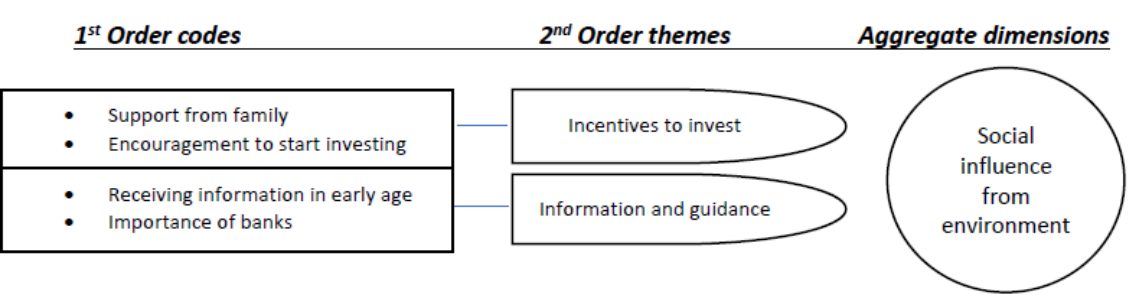 1st Order codes
2nd Order themes
Aggregate dimensions
• Support from family
• Encouragement to start investing
Incentives to invest
• Receiving information in early age
• Importance of banks
Information and guidance
Social
influence
from
environment